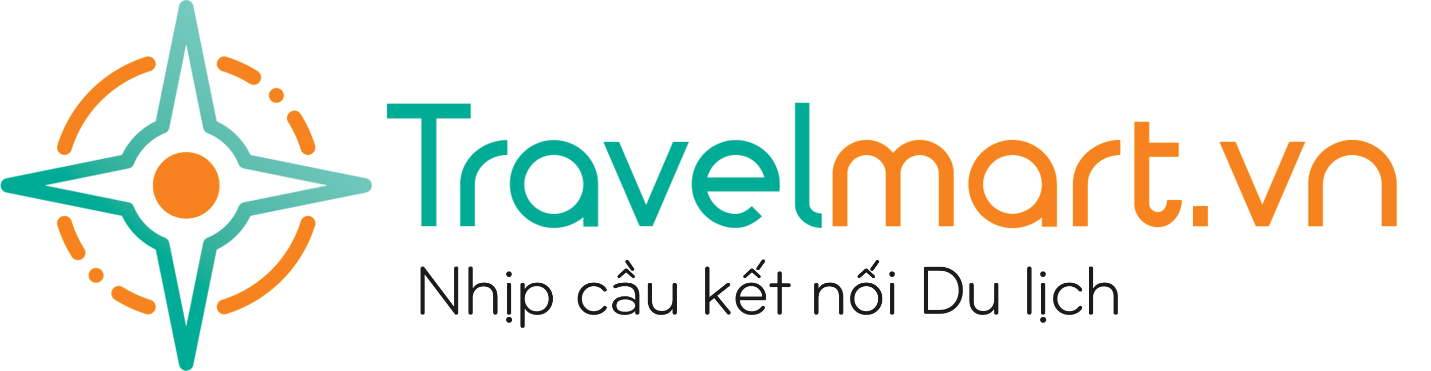 Travelmart.vn
Nhịp cầu kết nối Du lịch